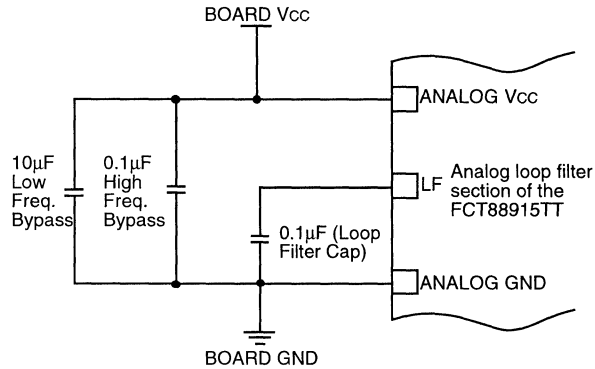 BOARD VCC
ANALOG VCC
10μF
Low
Freq.
Bypass
0.1μF
High
Freq.
Bypass
LF
Analog loop filter
section of the
FCT88915TT
0.1μF (Loop
Filter Cap)
ANALOG GND
BOARD GND